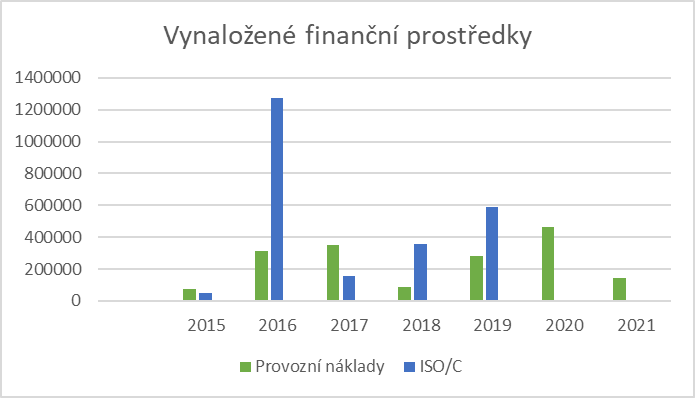 Vynaložené finanční prostředky
1400000
1200000
1000000
800000
600000
400000
200000
0
2015 2016 2017 2018 2019 2020 2021
Provozní náklady ISO/C